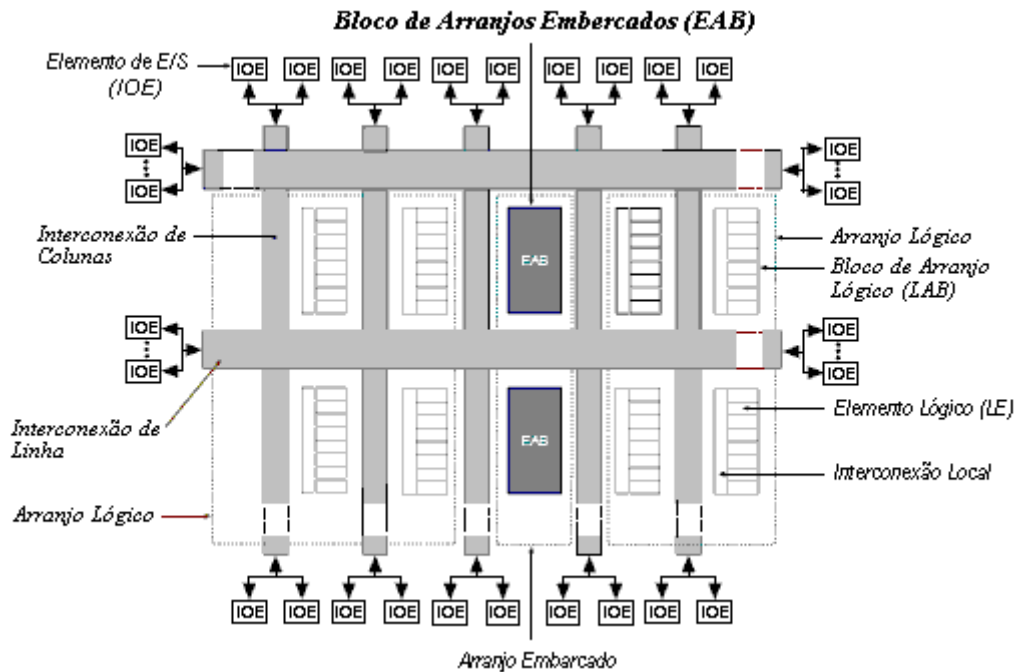 Bloco de Arranjos Embercados (EAB)
Elemento de E/S
(IOE)
IOE IOE IOE IOE IOE IOE IOE IOE IOE IOE
IOE
IOE
IOE
IOE
Interconexão de
Colunas
EAB
Arranjo Lógico
Bloco de Arranjo
Lógico (LAB)
IOE
IOE
IOE
IOE
Interconexão de
Linha
EAB
Elemento Lógico (LE)
Interconexão Local
Arranjo Lógico
IOE IOE IOE IOE IOE IOE IOE IOE IOE IOE
Arranjo Embarcado